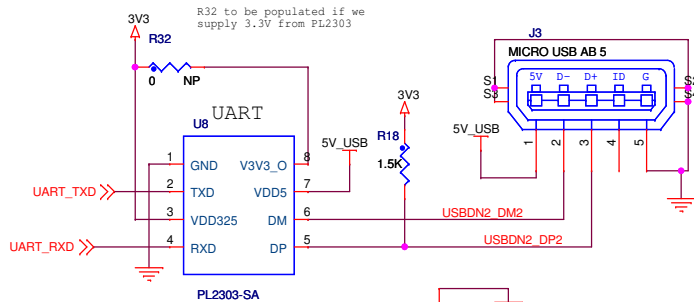 R32 to be populated if we
supply 3.3V from PL2303
3V3
R32
0 NP
UART
U8
1 GND V3V3_O 8
2 TXD VDD5 7
3 VDD325 DM 6
4 RXD DP 5
PL2303-SA
UART_TXD
UART_RXD
5V_USB
3V3
R18
1.5K
USBDN2_DM2
USBDN2_DP2
J3
MICRO USB AB 5
5V D- D+ ID G
S1
S3
5V_USB
1 2 3 4 5